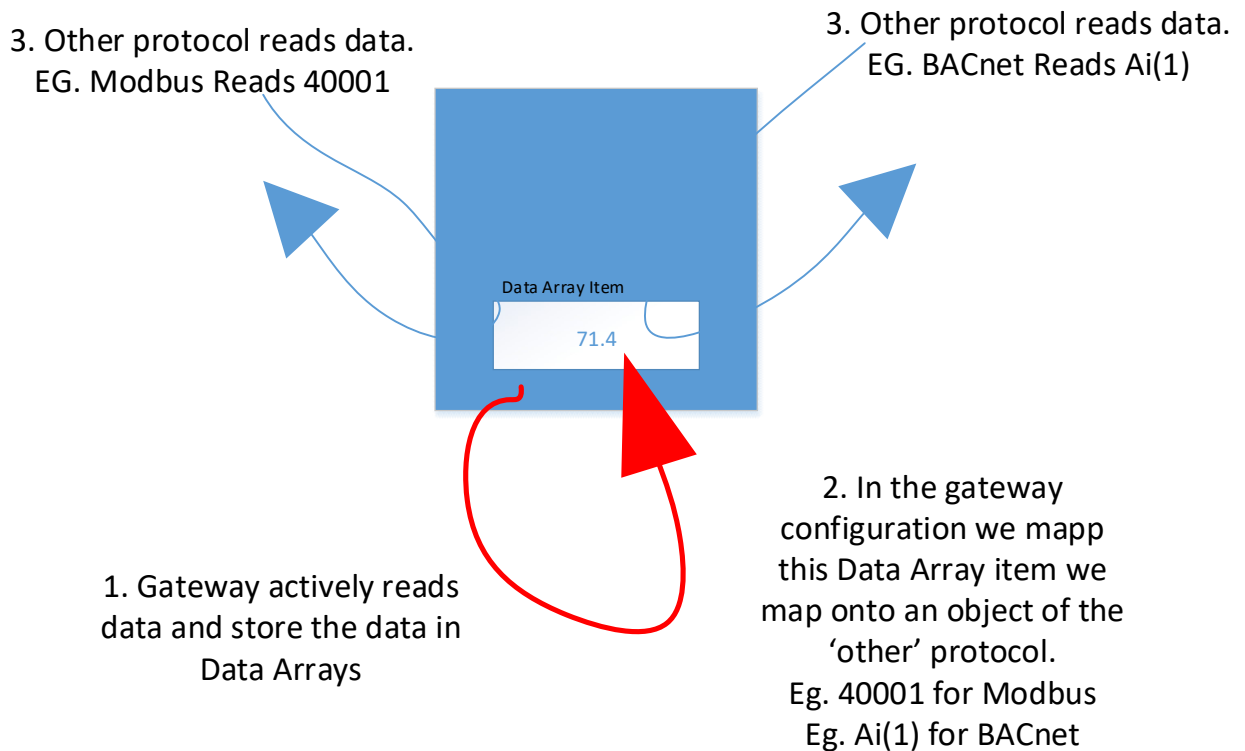 3. Other protocol reads data.
EG. Modbus Reads 40001
3. Other protocol reads data.
EG. BACnet Reads Ai(1)
Data Array Item
71.4
1. Gateway actively reads
data and store the data in
Data Arrays
2. In the gateway
configuration we mapp
this Data Array item we
map onto an object of the
‘other’ protocol.
Eg. 40001 for Modbus
Eg. Ai(1) for BACnet